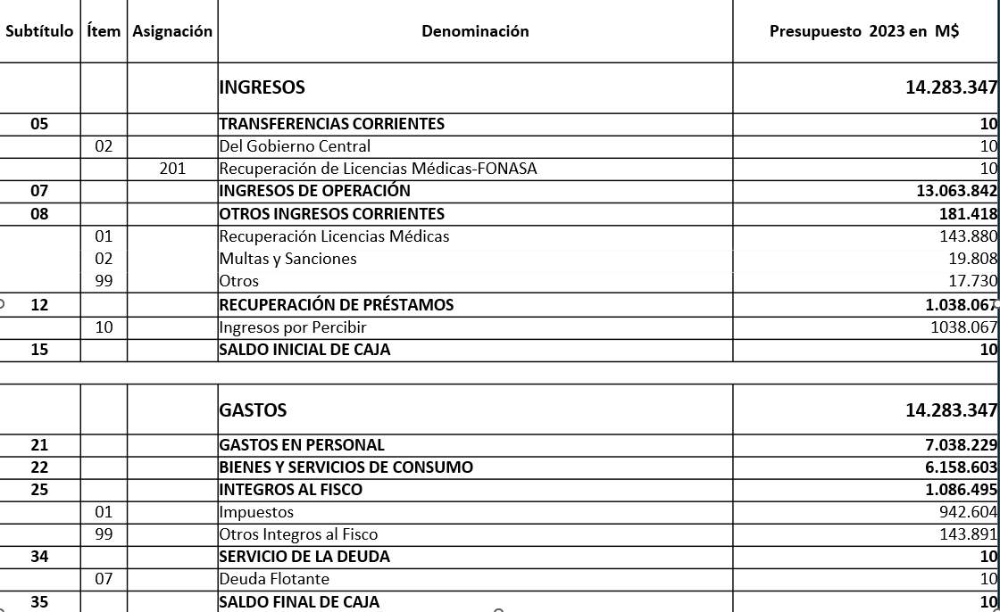 Subtítulo Ítem Asignación Denominación Presupuesto 2023 en M$
INGRESOS 14.283.347
05 TRANSFERENCIAS CORRIENTES 10
02 Del Gobierno Central 10
201 Recuperación de Licencias Médicas-FONASA 10
07 INGRESOS DE OPERACIÓN 13.063.842
08 OTROS INGRESOS CORRIENTES 181.418
01 Recuperación Licencias Médicas 143.880
02 Multas y Sanciones 19.808
99 Otros 17.730
12 RECUPERACIÓN DE PRÉSTAMOS 1.038.067
10 Ingresos por Percibir 1038.067
15 SALDO INICIAL DE CAJA 10
GASTOS 14.283.347
21 GASTOS EN PERSONAL 7.038.229
22 BIENES Y SERVICIOS DE CONSUMO 6.158.603
25 INTEGROS AL FISCO 1.086.495
01 Impuestos 942.604
99 Otros Integros al Fisco 143.891
34 SERVICIO DE LA DEUDA 10
07 Deuda Flotante 10
35 SALDO FINAL DE CAJA 10